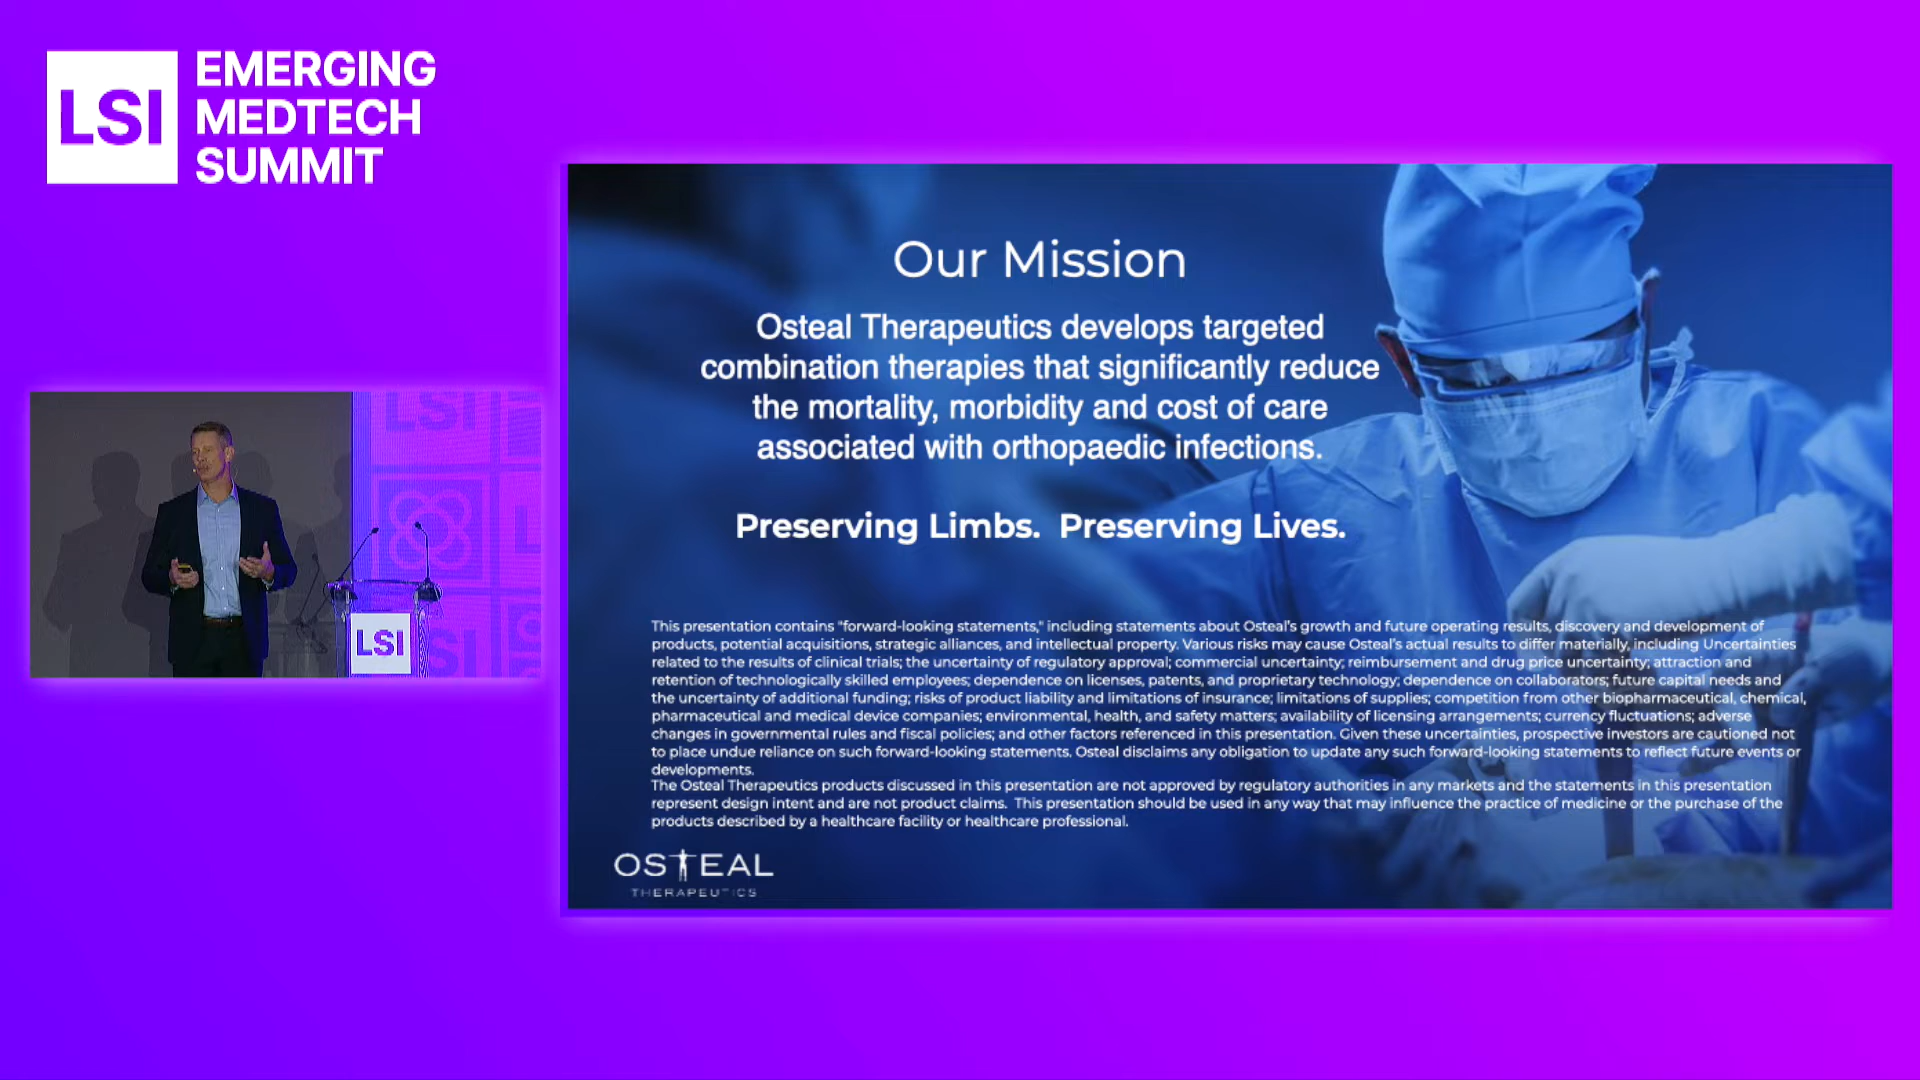 LSI
EMERGING
MEDTECH
SUMMIT
LSI
LSI
LSI
Our Mission
Osteal Therapeutics develops targeted
combination therapies that significantly reduce
the mortality, morbidity and cost of care
associated with orthopaedic infections.
Preserving Limbs. Preserving Lives.
This presentation contains "forward-looking statements," including statements about Osteal's growth and future operating results, discovery and development of
products, potential acquisitions, strategic alliances, and intellectual property. Various risks may cause Osteal's actual results to differ materially, including Uncertainties
related to the results of clinical trials; the uncertainty of regulatory approval; commercial uncertainty; reimbursement and drug price uncertainty; attraction and
retention of technologically skilled employees; dependence on licenses, patents, and proprietary technology; dependence on collaborators; future capital needs and
the uncertainty of additional funding; risks of product liability and limitations of insurance; limitations of supplies; competition from other biopharmaceutical, chemical,
pharmaceutical and medical device companies; environmental, health, and safety matters; availability of licensing arrangements; currency fluctuations; adverse
changes in governmental rules and fiscal policies; and other factors referenced in this presentation. Given these uncertainties, prospective investors are cautioned not
to place undue reliance on such forward-looking statements. Osteal disclaims any obligation to update any such forward-looking statements to reflect future events or
developments.
The Osteal Therapeutics products discussed in this presentation are not approved by regulatory authorities in any markets and the statements in this presentation
represent design intent and are not product claims. This presentation should be used in any way that may influence the practice of medicine or the purchase of the
products described by a healthcare facility or healthcare professional.
OSTEAL
THERAPEUTICS